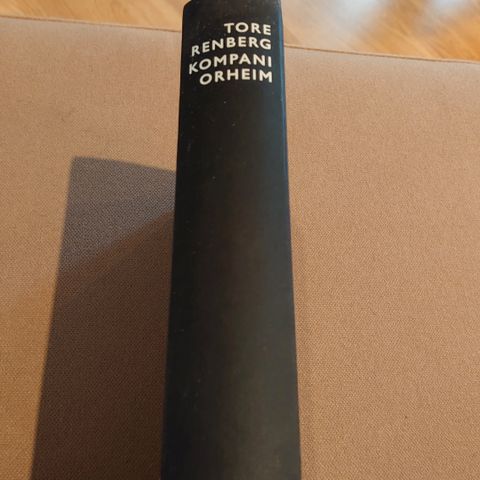 TORE
RENBERG
KOMPANI
ORHEIM